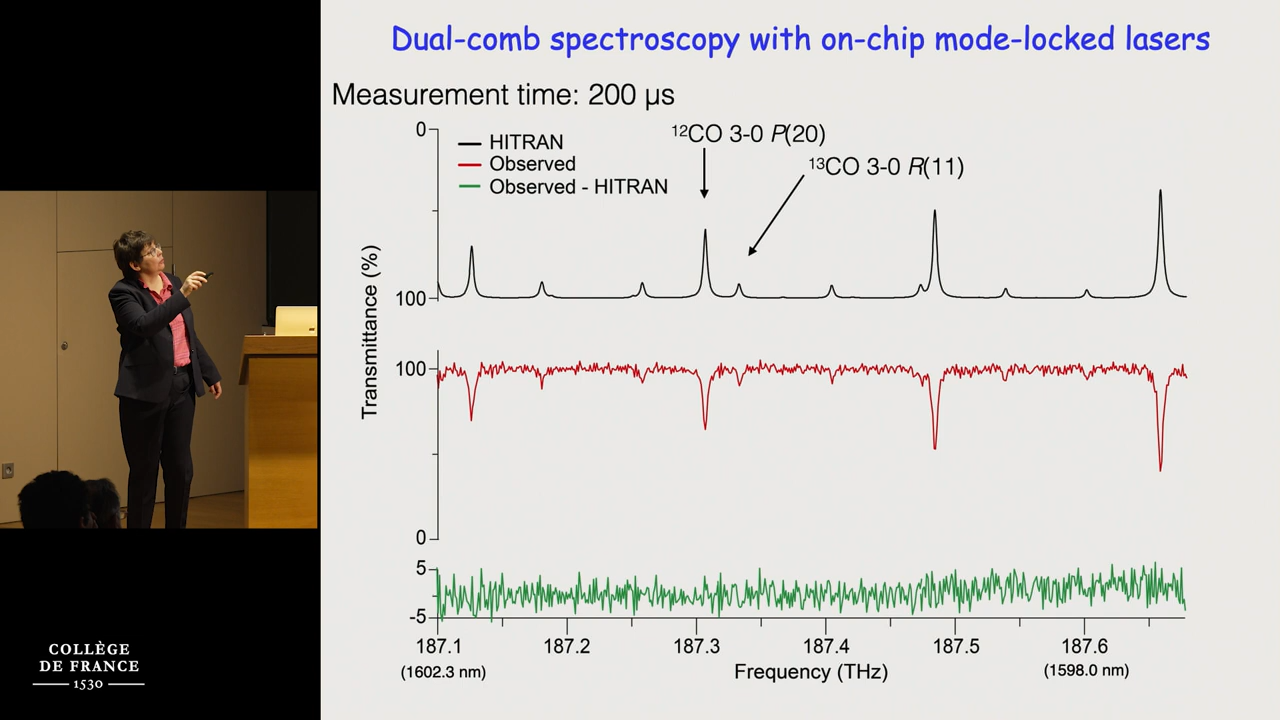 Dual-comb spectroscopy with on-chip mode-locked lasers
Measurement time: 200 µs
0
HITRAN
Observed
Observed - HITRAN
¹²CO 3-0 P(20)
¹³CO 3-0 R(11)
Transmittance (%)
100
100
0
5
-5
187.1 187.2 187.3 187.4 187.5 187.6
(1602.3 nm) Frequency (THz) (1598.0 nm)
COLLÈGE
DE FRANCE
1530